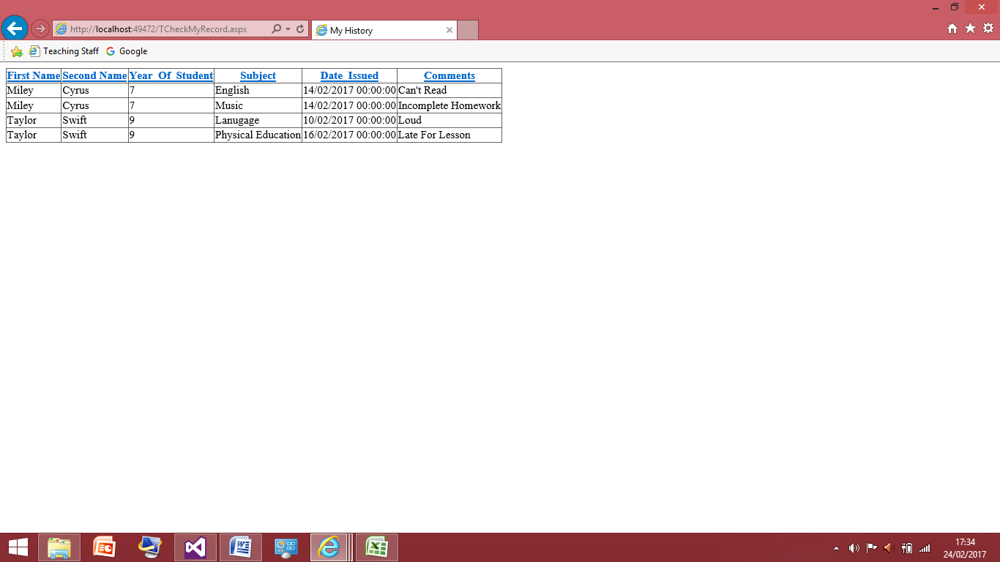 http://localhost:49472/TCheckMyRecord.aspx My History
Teaching Staff Google
First Name Second Name Year_Of_Student Subject Date_Issued Comments
Miley Cyrus 7 English 14/02/2017 00:00:00 Can't Read
Miley Cyrus 7 Music 14/02/2017 00:00:00 Incomplete Homework
Taylor Swift 9 Lanugage 10/02/2017 00:00:00 Loud
Taylor Swift 9 Physical Education 16/02/2017 00:00:00 Late For Lesson
17:34
24/02/2017